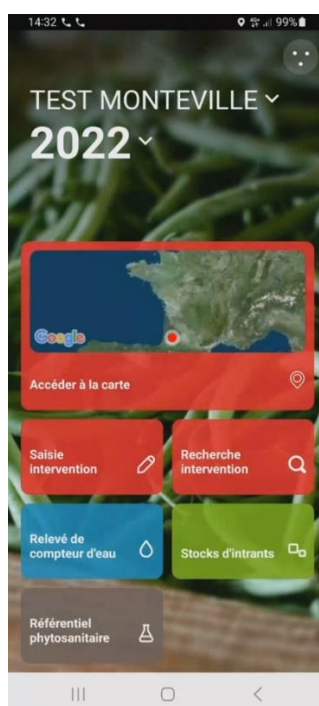 14:32 99%
TEST MONTEVILLE
2022
Google
Accéder à la carte
Saisie
intervention
Recherche
intervention
Relevé de
compteur d'eau
Stocks d'intrants
Référentiel
phytosanitaire